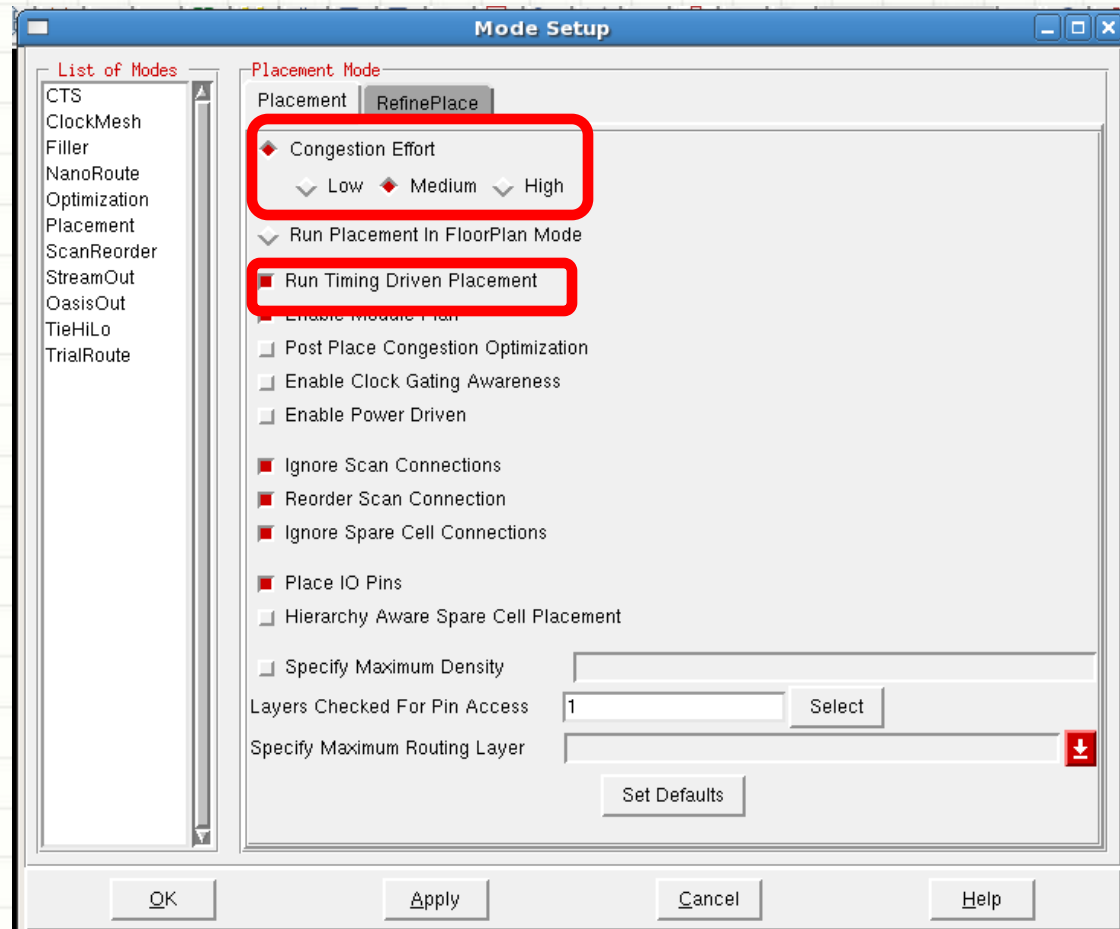 Mode Setup
List of Modes
CTS
ClockMesh
Filler
NanoRoute
Optimization
Placement
ScanReorder
StreamOut
OasisOut
TieHiLo
TrialRoute
Placement Mode
Placement RefinePlace
Congestion Effort
Low Medium High
Run Placement In FloorPlan Mode
Run Timing Driven Placement
Enable Module Plan
Post Place Congestion Optimization
Enable Clock Gating Awareness
Enable Power Driven
Ignore Scan Connections
Reorder Scan Connection
Ignore Spare Cell Connections
Place IO Pins
Hierarchy Aware Spare Cell Placement
Specify Maximum Density
Layers Checked For Pin Access 1 Select
Specify Maximum Routing Layer
Set Defaults
OK Apply Cancel Help